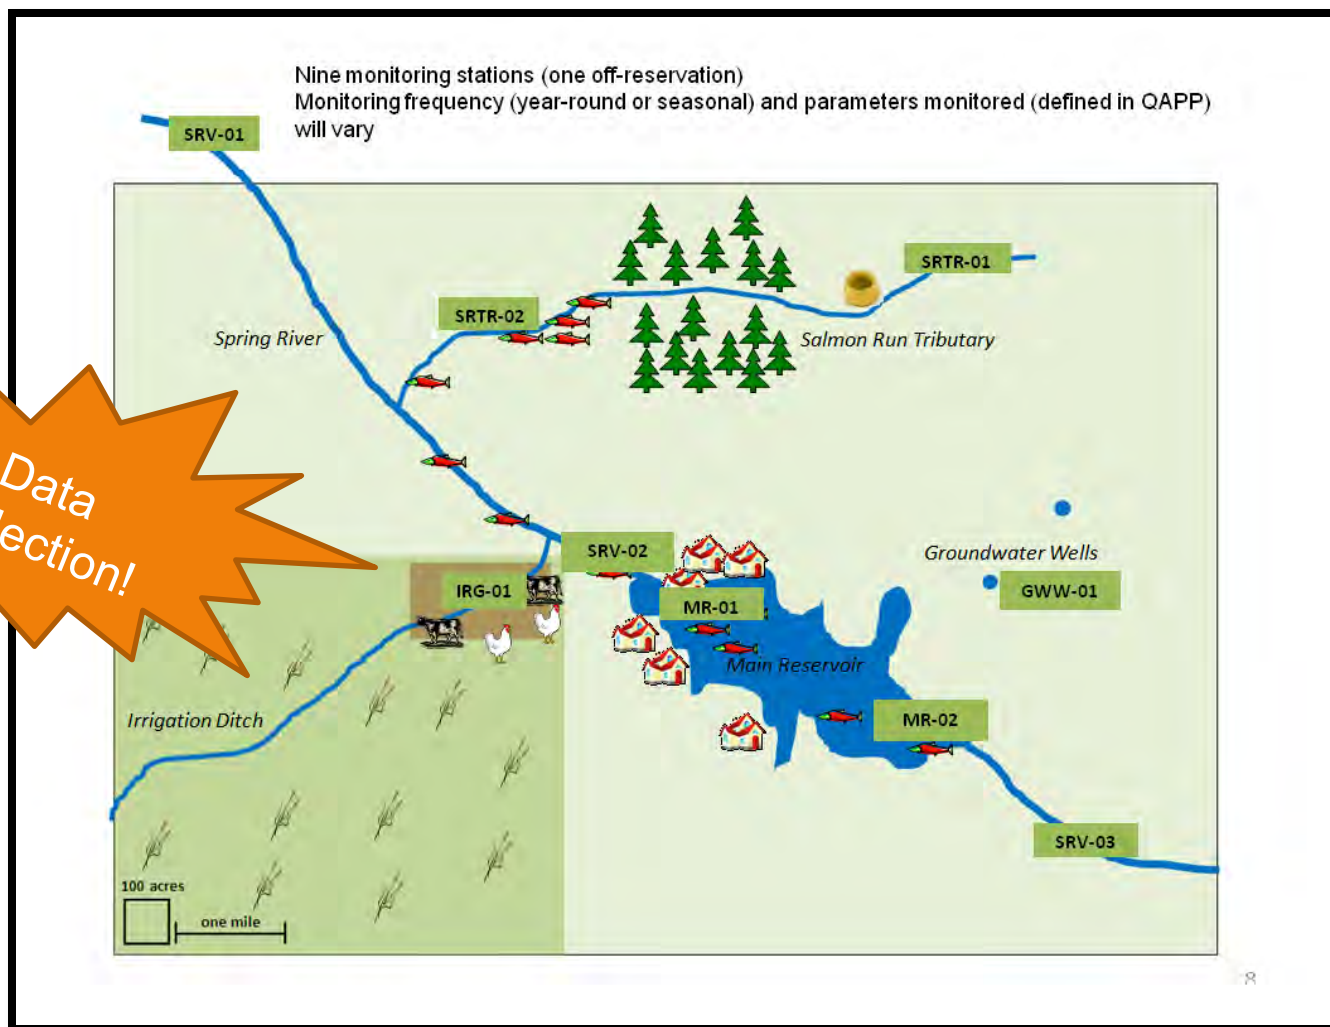 Nine monitoring stations (one off-reservation)
Monitoring frequency (year-round or seasonal) and parameters monitored (defined in QAPP)
will vary
SRV-01
SRTR-01
SRTR-02
Spring River
Salmon Run Tributary
Data
lection!
SRV-02
Groundwater Wells
IRG-01
GWW-01
MR-01
Main Reservoir
Irrigation Ditch
MR-02
SRV-03
100 acres
one mile
8